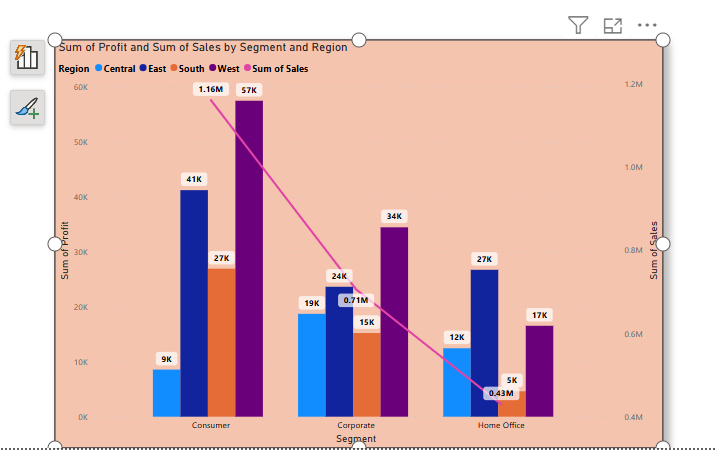 Sum of Profit and Sum of Sales by Segment and Region
Region Central East South West Sum of Sales
60K
50K
40K
30K
20K
10K
0K
Sum of Profit
1.16M
57K
41K
27K
9K
34K
24K
0.71M
19K
15K
27K
17K
12K
5K
0.43M
1.2M
1.0M
0.8M
0.6M
0.4M
Sum of Sales
Consumer Corporate Home Office
Segment